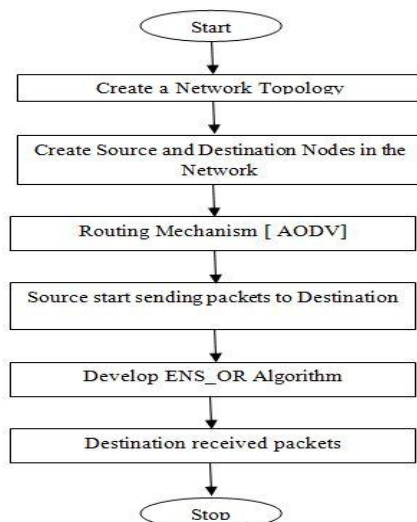 Start
Create a Network Topology
Create Source and Destination Nodes in the
Network
Routing Mechanism [ AODV]
Source start sending packets to Destination
Develop ENS_OR Algorithm
Destination received packets
Stop